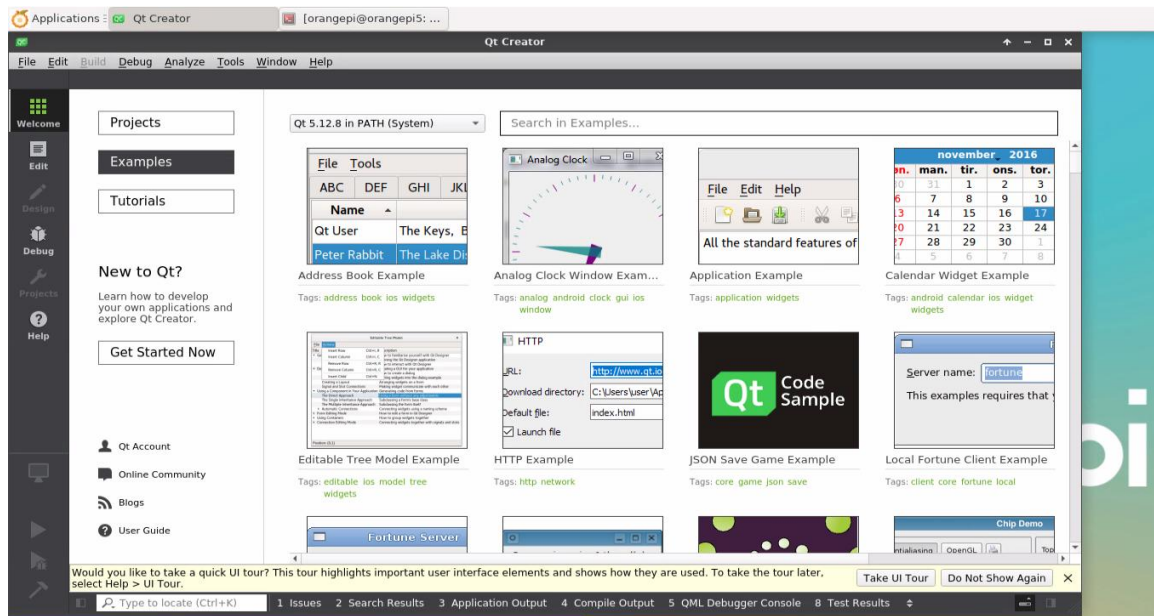 Applications
Qt Creator
[orangepi@orangepi5: ...
Qt Creator
File Edit Build Debug Analyze Tools Window Help
Welcome
Edit
Design
Debug
Projects
Help
Projects
Examples
Tutorials
New to Qt?
Learn how to develop
your own applications and
explore Qt Creator.
Get Started Now
Qt Account
Online Community
Blogs
User Guide
Qt 5.12.8 in PATH (System)
Search in Examples...
File Tools
ABC DEF GHI JKL
Name
Qt User The Keys,
Peter Rabbit The Lake
Address Book Example
Tags: address book ios widgets
Analog Clock
Analog Clock Window Exam...
Tags: analog android clock gui ios
window
File Edit Help
All the standard features of
Application Example
Tags: application widgets
november 2016
man. tir. ons. tor.
31 1 2 3
7 8 9 10
14 15 16 17
21 22 23 24
28 29 30 1
5 6 7 8
Calendar Widget Example
Tags: android calendar ios widget
widgets
Editable Tree Model Example
Tags: editable ios model tree
widgets
HTTP
URL: http://www.qt.io
Download directory: C:\Users\user\Ap
Default file: index.html
Launch file
HTTP Example
Tags: http network
Qt Code
Sample
JSON Save Game Example
Tags: core game json save
Server name: fortune
This examples requires that
Local Fortune Client Example
Tags: client core fortune local
Fortune Server
Chip Demo
OpenGL
pi
Would you like to take a quick UI tour? This tour highlights important user interface elements and shows how they are used. To take the tour later,
select Help > UI Tour.
Take UI Tour
Do Not Show Again
Type to locate (Ctrl+K)
1 Issues 2 Search Results 3 Application Output 4 Compile Output 5 QML Debugger Console 8 Test Results